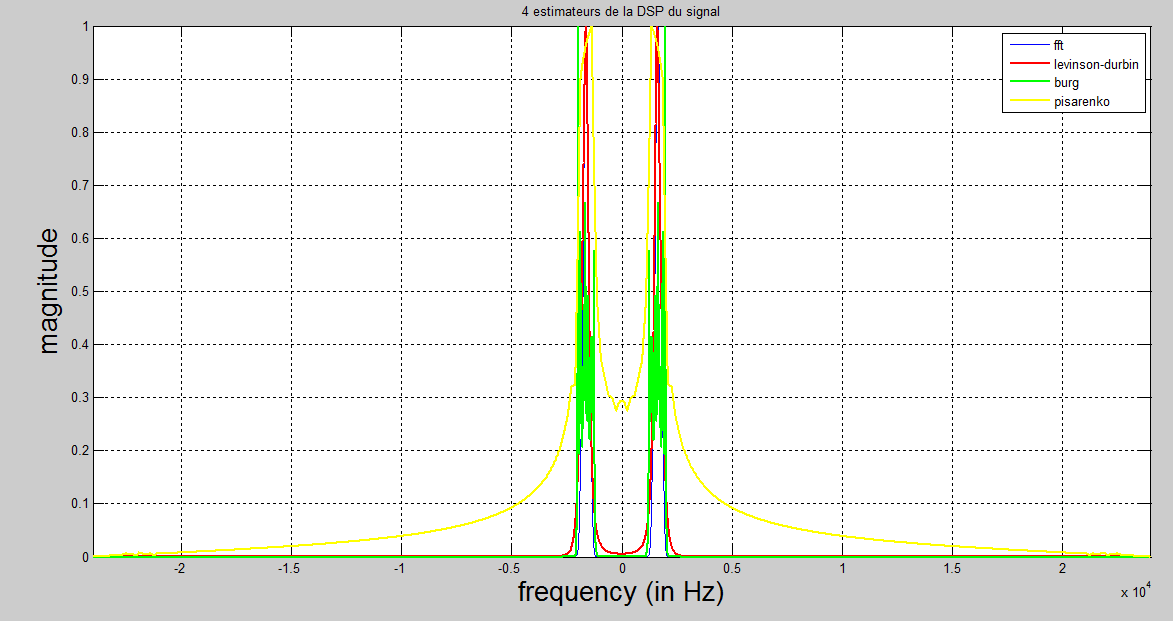 4 estimateurs de la DSP du signal
fft
levinson-durbin
burg
pisarenko
1
0.9
0.8
0.7
0.6
0.5
0.4
0.3
0.2
0.1
0
magnitude
-2 -1.5 -1 -0.5 0 0.5 1 1.5 2
x 10^4
frequency (in Hz)